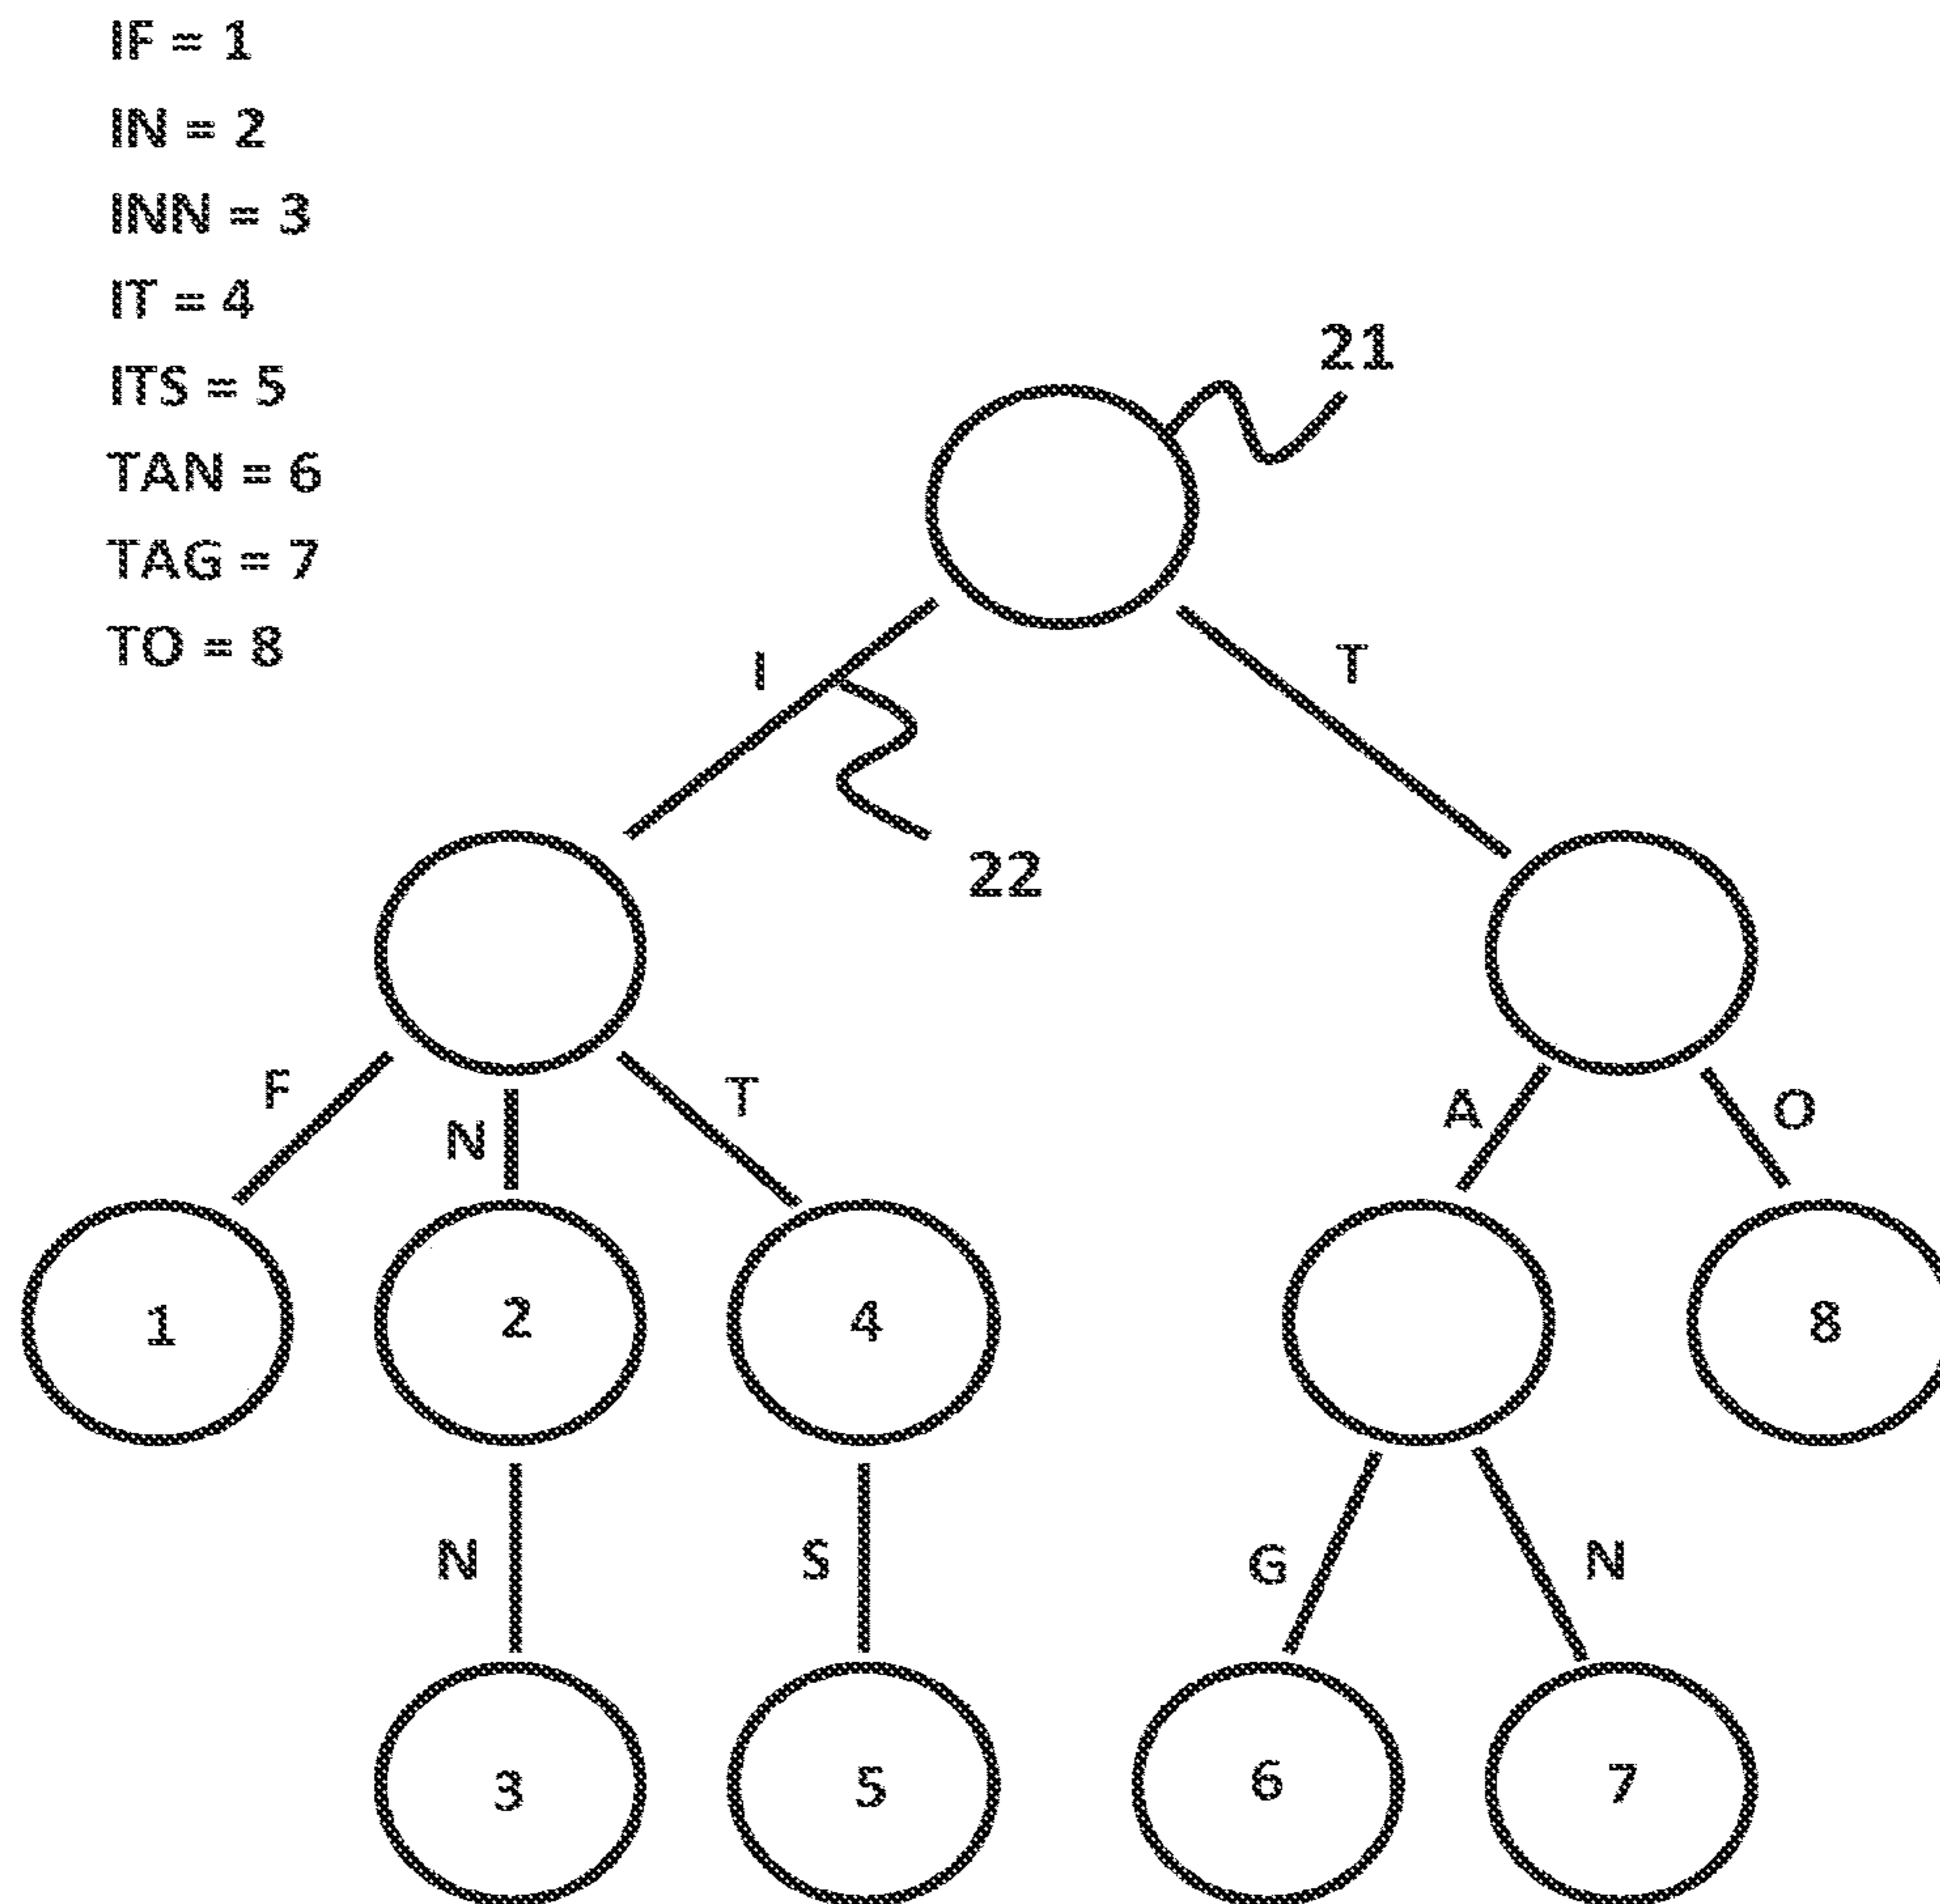 IF = 1
IN = 2
INN = 3
IT = 4
ITS = 5
TAN = 6
TAG = 7
TO = 8
21
I
T
22
F
N
T
A
O
1
2
4
8
N
S
G
N
3
5
6
7